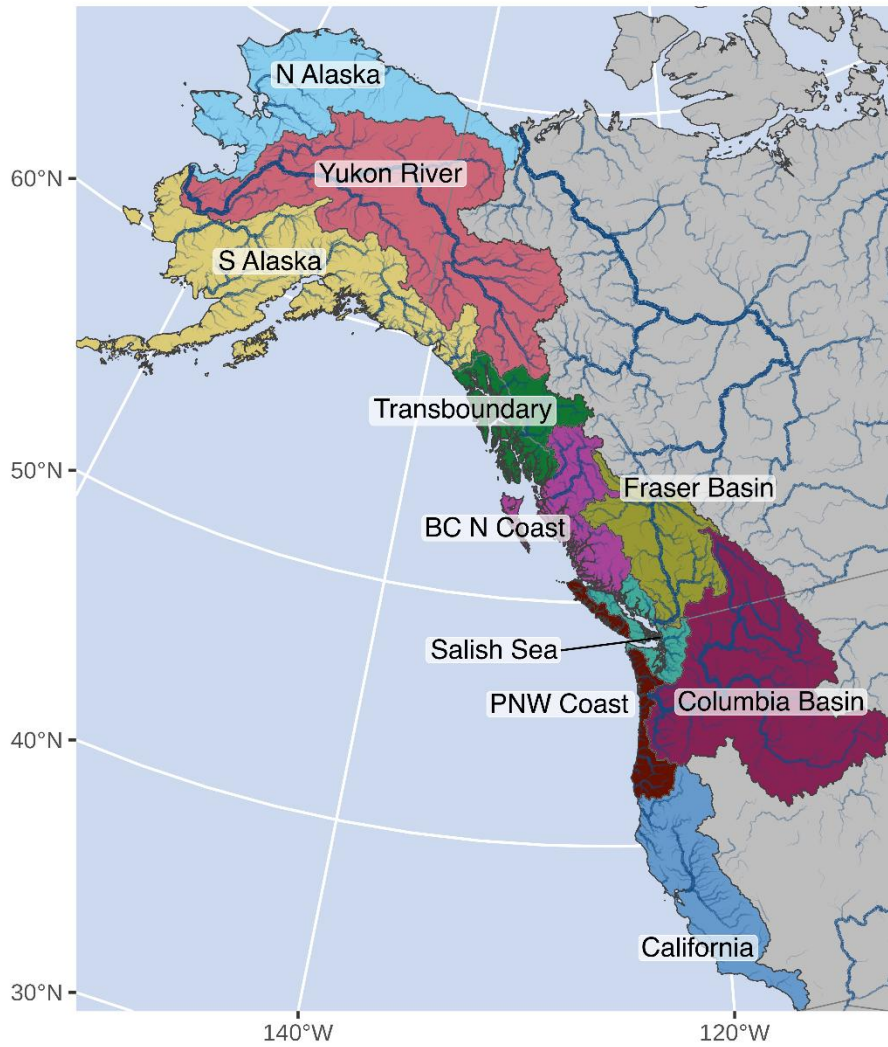 N Alaska
60°N
Yukon River
S Alaska
Transboundary
50°N
Fraser Basin
BC N Coast
Salish Sea
PNW Coast
Columbia Basin
40°N
California
30°N
140°W
120°W